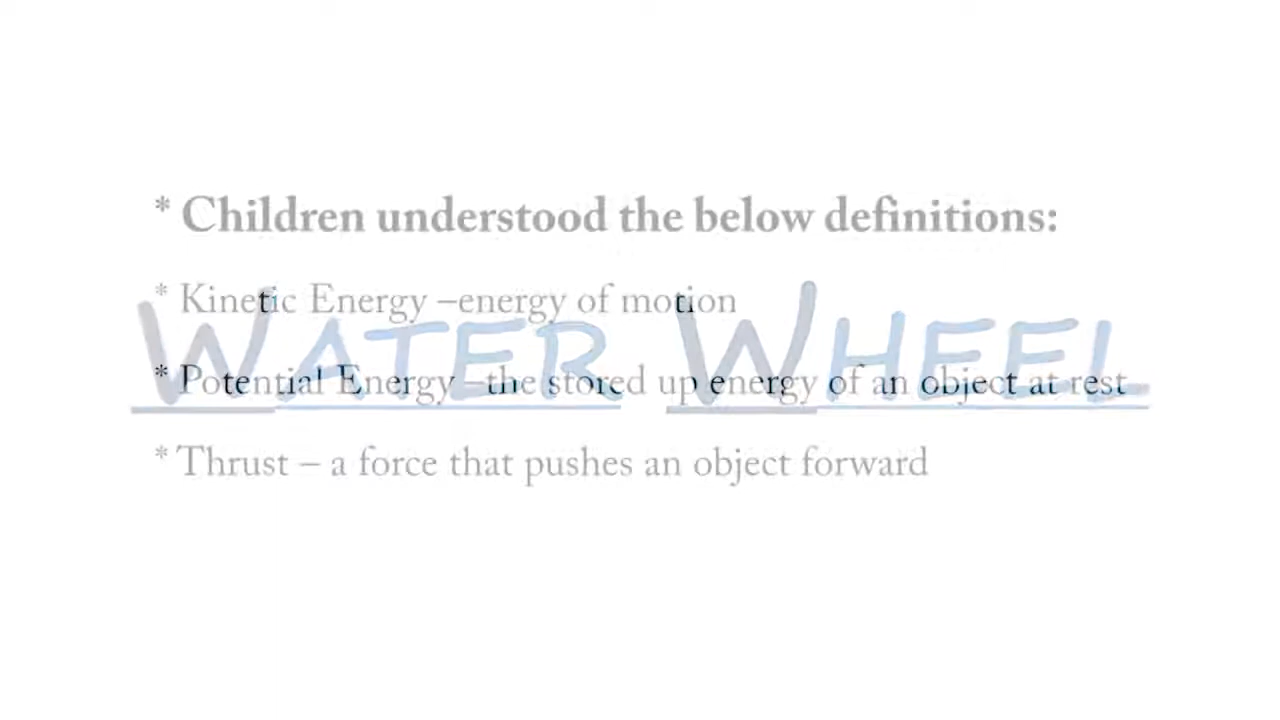 * Children understood the below definitions:
* Kinetic Energy –energy of motion
WATER WHEEL
* Potential Energy –the stored up energy of an object at rest
* Thrust – a force that pushes an object forward